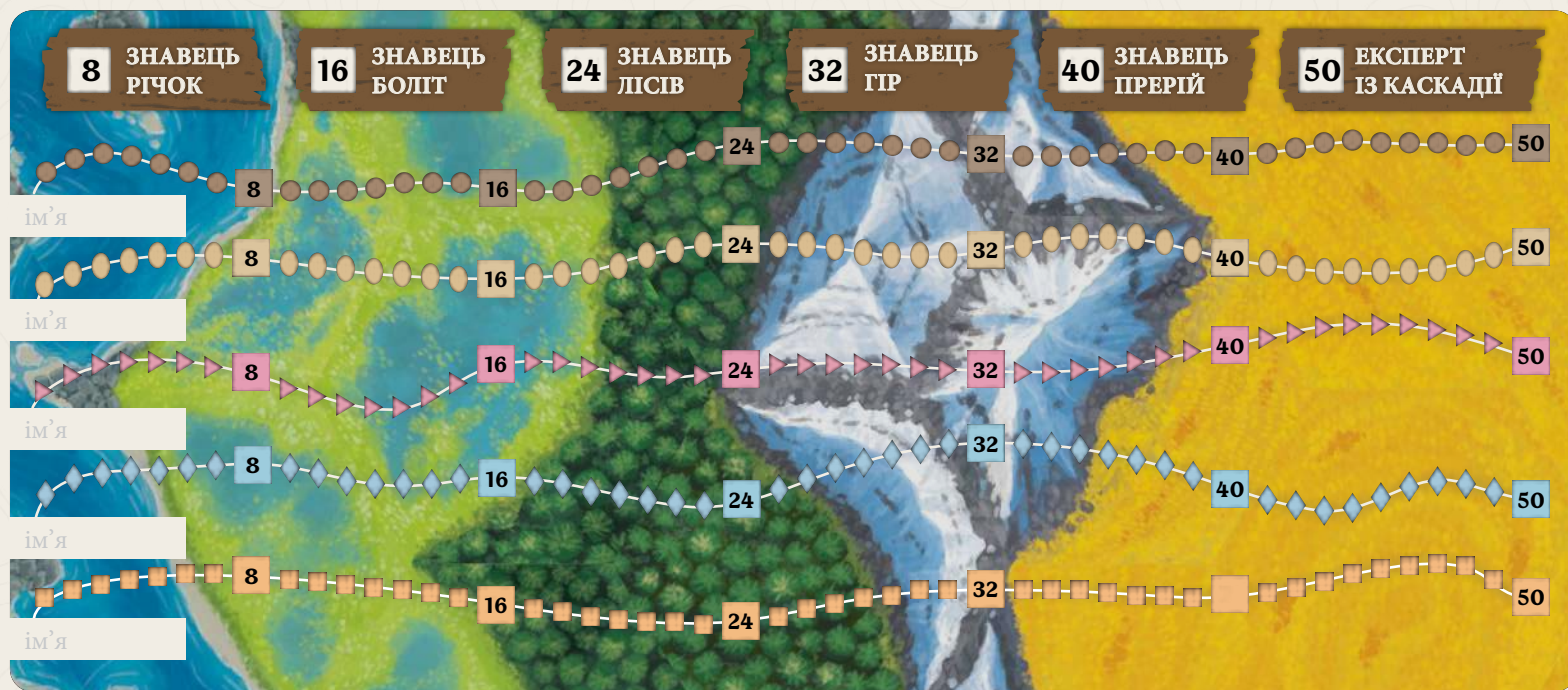 8 ЗНАВЕЦЬ РІЧОК
16 ЗНАВЕЦЬ БОЛІТ
24 ЗНАВЕЦЬ ЛІСІВ
32 ЗНАВЕЦЬ ГІР
40 ЗНАВЕЦЬ ПРЕРІЙ
50 ЕКСПЕРТ ІЗ КАСКАДІЇ
8 16 24 32 40 50
ім’я
8 16 24 32 40 50
ім’я
8 16 24 32 40 50
ім’я
8 16 24 32 40 50
ім’я
8 16 24 32 50
ім’я